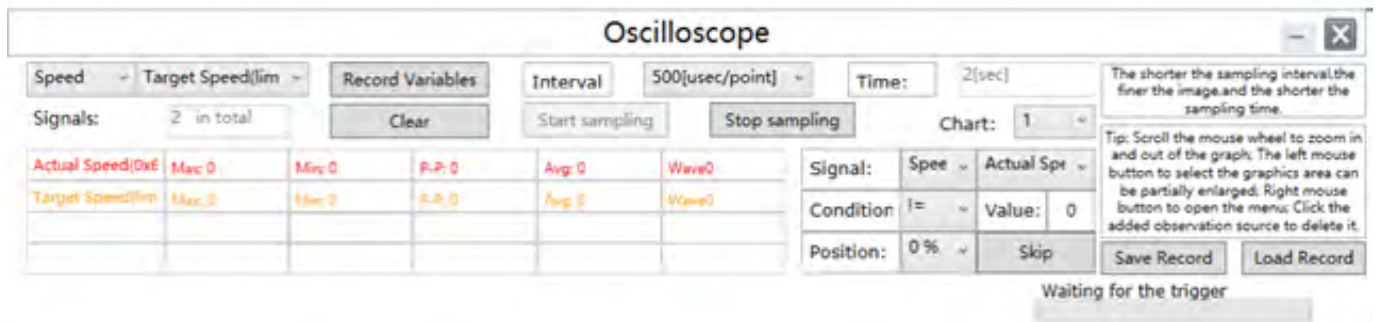 Oscilloscope
Speed Target Speed(lim Record Variables Interval 500[usec/point] Time: 2[sec]
The shorter the sampling interval,the
finer the image,and the shorter the
sampling time.
Signals: 2 in total Clear Start sampling Stop sampling Chart: 1
Tip: Scroll the mouse wheel to zoom in
and out of the graph; The left mouse
button to select the graphics area can
be partially enlarged; Right mouse
button to open the menu; Click the
added observation source to delete it.
Actual Speed(0x6 Max: 0 Min: 0 P-P: 0 Avg: 0 Wave0
Target Speed(lim Max: 0 Min: 0 P-P: 0 Avg: 0 Wave0
Signal: Spee Actual Spe
Condition != Value: 0
Position: 0 % Skip
Save Record Load Record
Waiting for the trigger